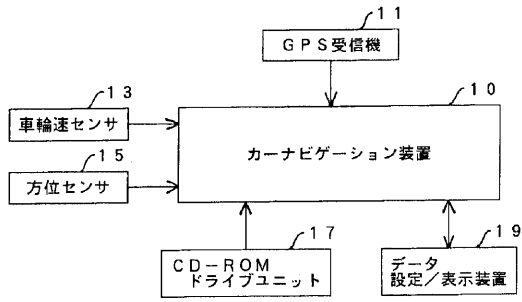 11
GPS受信機
13
10
車輪速センサ
カーナビゲーション装置
15
方位センサ
17
19
CD-ROM
ドライブユニット
データ
設定/表示装置